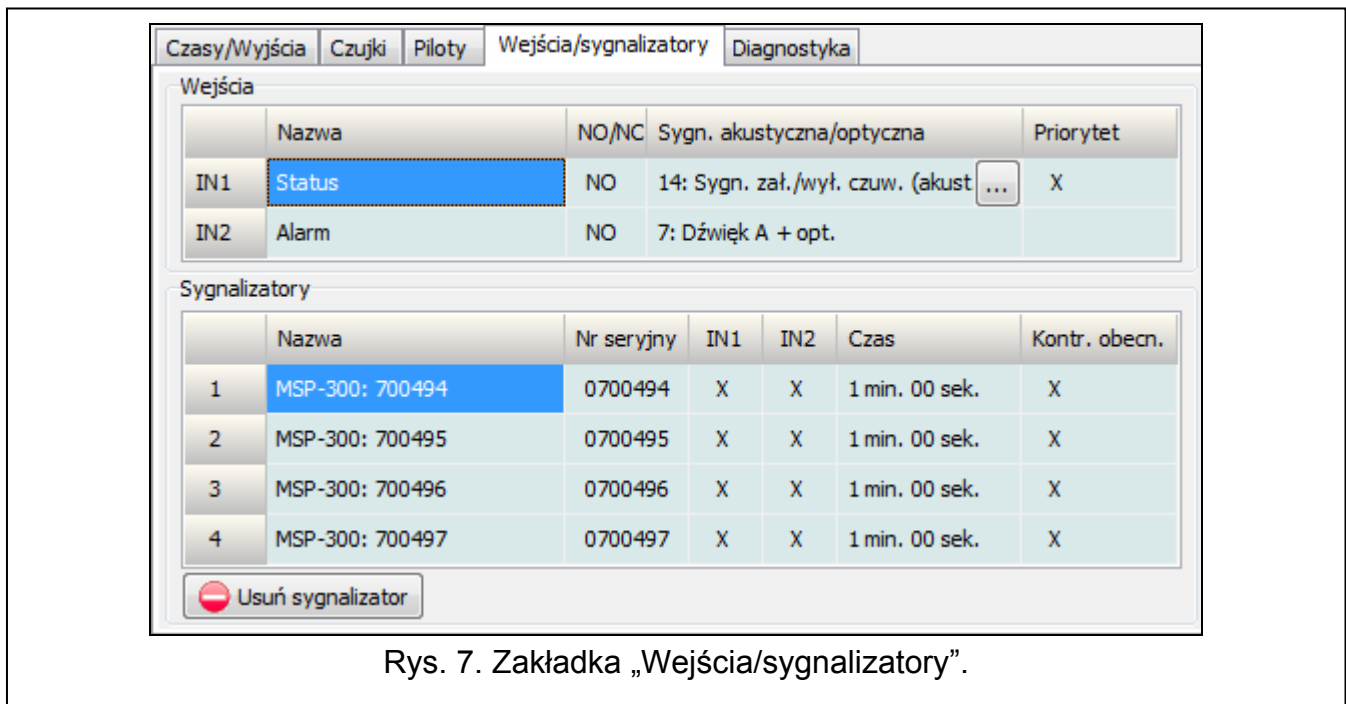 Czasy/Wyjścia Czujki Piloty Wejścia/sygnalizatory Diagnostyka
Wejścia
Nazwa NO/NC Sygn. akustyczna/optyczna Priorytet
IN1 Status NO 14: Sygn. zał./wył. czuw. (akust ... X
IN2 Alarm NO 7: Dźwięk A + opt.
Sygnalizatory
Nazwa Nr seryjny IN1 IN2 Czas Kontr. obecn.
1 MSP-300: 700494 0700494 X X 1 min. 00 sek. X
2 MSP-300: 700495 0700495 X X 1 min. 00 sek. X
3 MSP-300: 700496 0700496 X X 1 min. 00 sek. X
4 MSP-300: 700497 0700497 X X 1 min. 00 sek. X
Usuń sygnalizator
Rys. 7. Zakładka „Wejścia/sygnalizatory”.